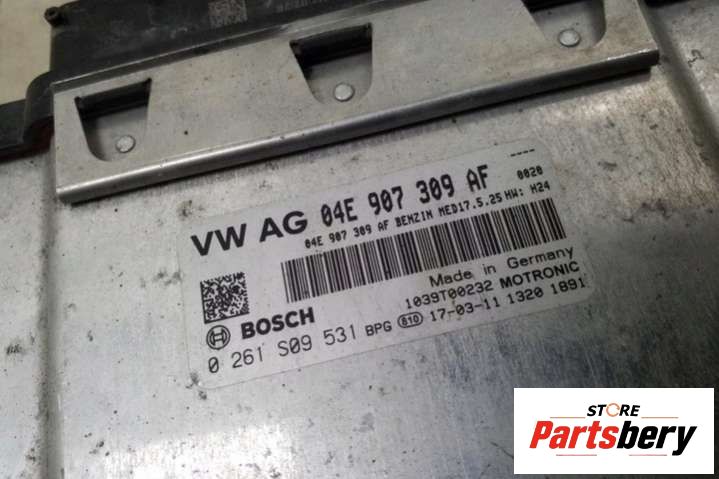 VW AG 04E 907 309 AF ----
0020
04E 907 309 AF BENZIN MED17.5.25 HW: H24
Made in Germany
1039T00232 MOTRONIC
BOSCH
0 261 S09 531 BPG 810 17-03-11 1320 1891
STORE
Partsbery